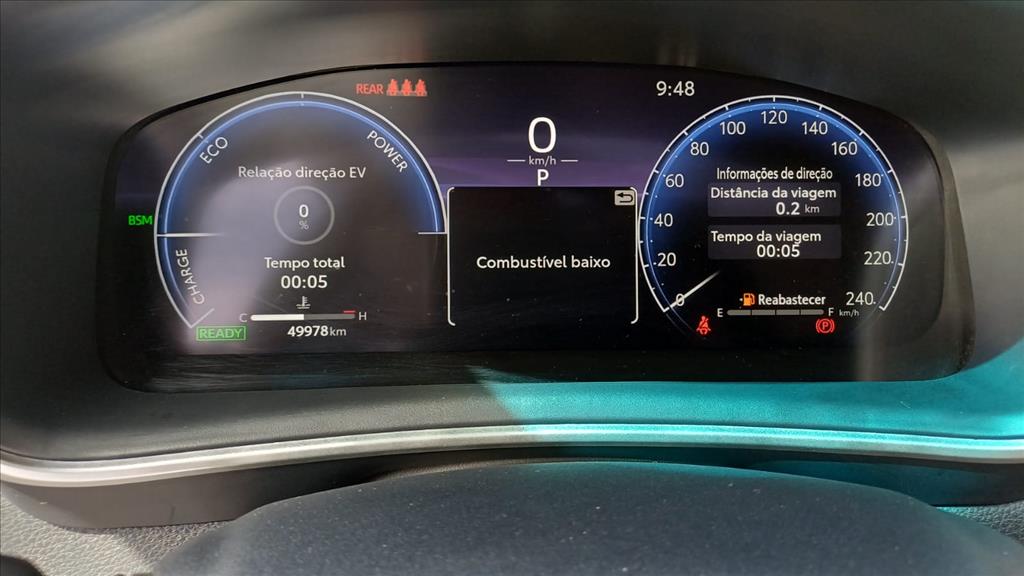 REAR
9:48
0
km/h
P
BSM
ECO
POWER
CHARGE
Relação direção EV
0
%
Tempo total
00:05
C
H
READY
49978 km
Combustível baixo
0
20
40
60
80
100
120
140
160
180
200
220
240
km/h
Informações de direção
Distância da viagem
0.2 km
Tempo da viagem
00:05
Reabastecer
E
F
P